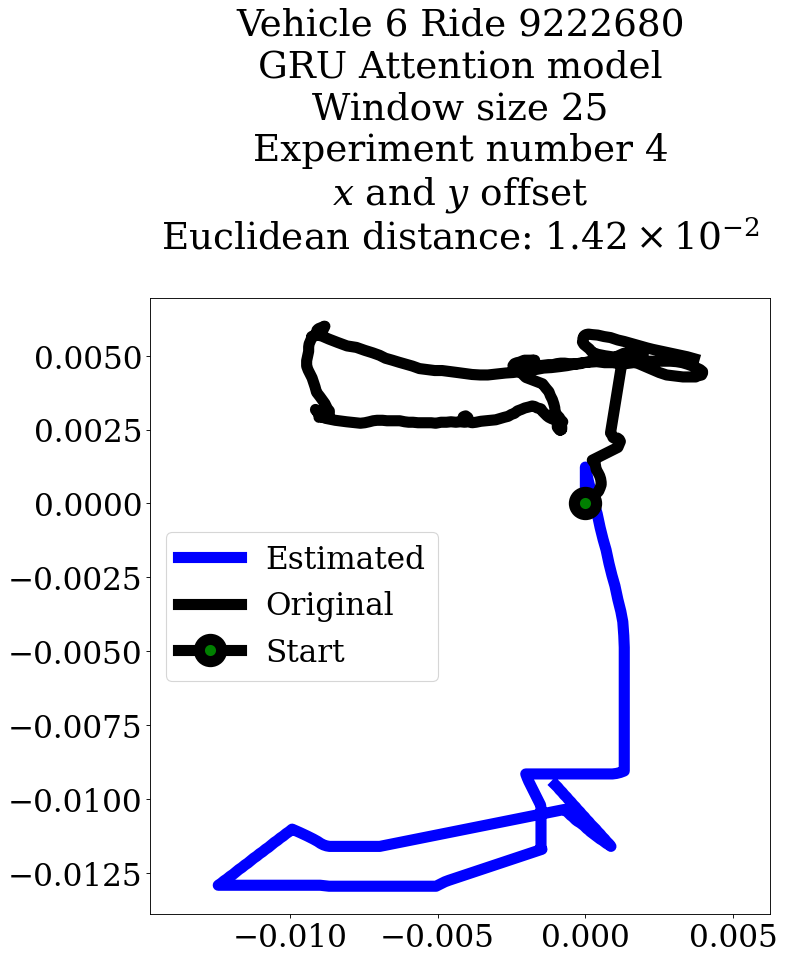 Vehicle 6 Ride 9222680
GRU Attention model
Window size 25
Experiment number 4
x and y offset
Euclidean distance: 1.42 × 10⁻²
0.0050
0.0025
0.0000
−0.0025
−0.0050
−0.0075
−0.0100
−0.0125
Estimated
Original
Start
−0.010 −0.005 0.000 0.005